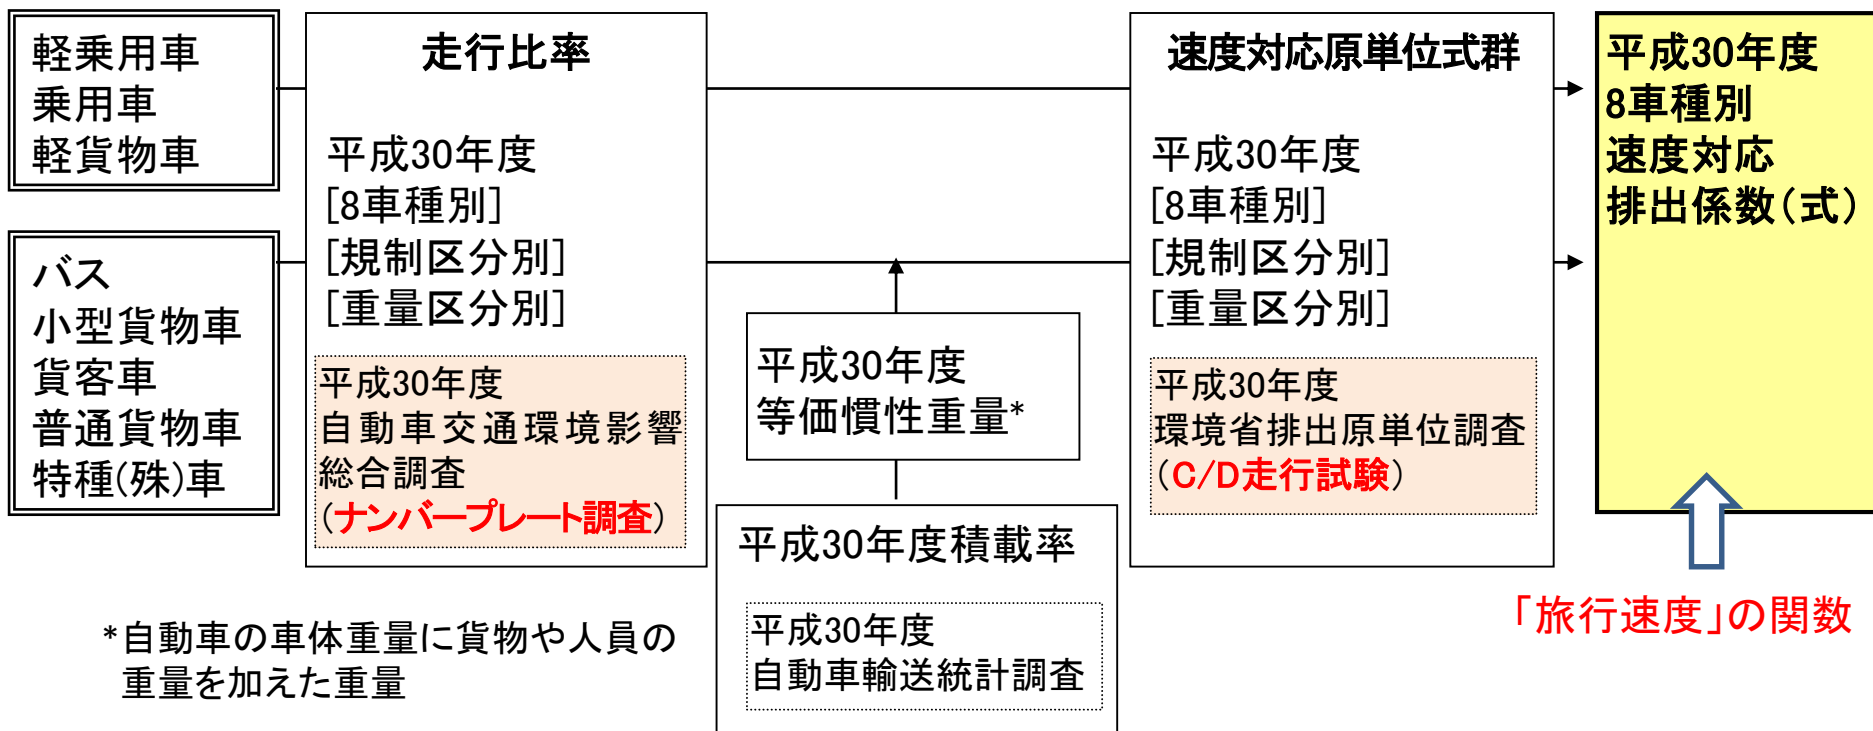 軽乗用車
乗用車
軽貨物車
バス
小型貨物車
貨客車
普通貨物車
特種(殊)車
走行比率
平成30年度
[8車種別]
[規制区分別]
[重量区分別]
平成30年度
自動車交通環境影響
総合調査
(ナンバープレート調査)
平成30年度
等価慣性重量*
平成30年度積載率
平成30年度
自動車輸送統計調査
速度対応原単位式群
平成30年度
[8車種別]
[規制区分別]
[重量区分別]
平成30年度
環境省排出原単位調査
(C/D走行試験)
平成30年度
8車種別
速度対応
排出係数(式)
「旅行速度」の関数
*自動車の車体重量に貨物や人員の
重量を加えた重量